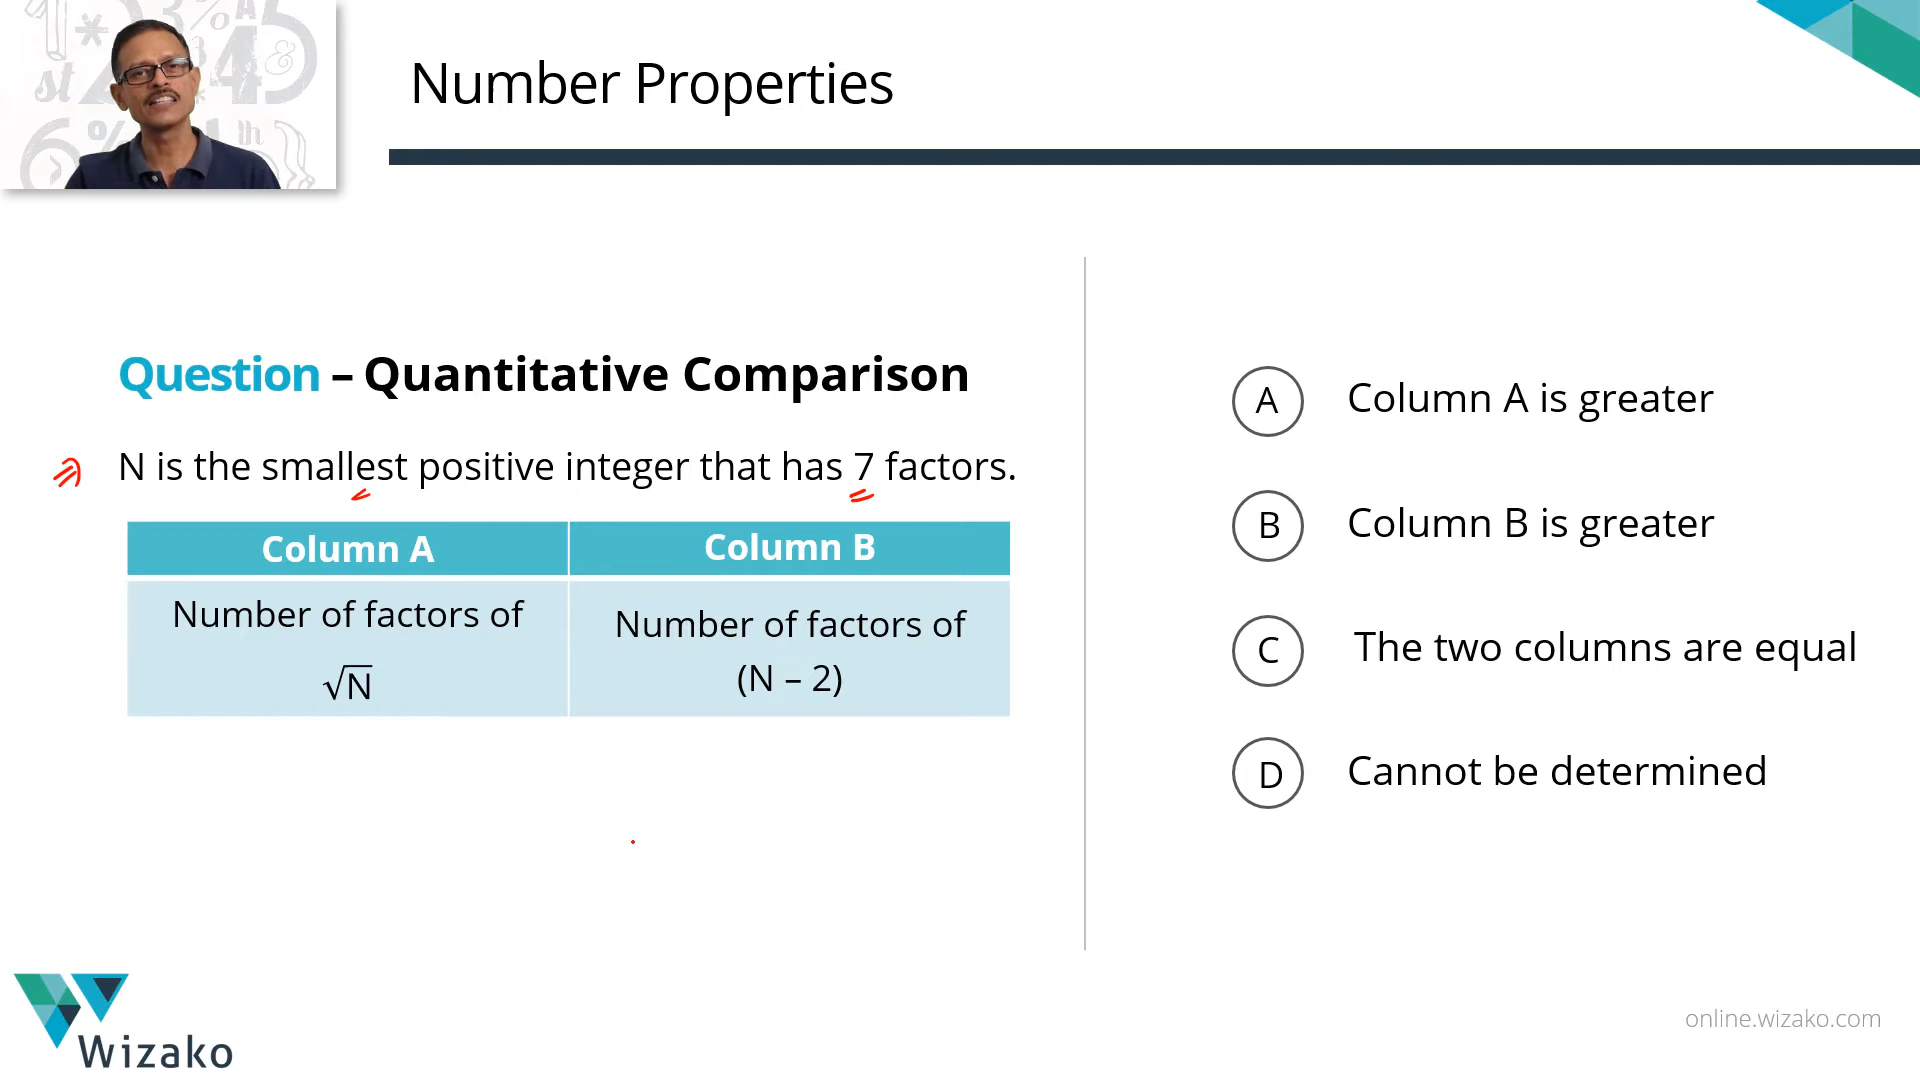 Number Properties
Question – Quantitative Comparison
N is the smallest positive integer that has 7 factors.
Column A
Column B
Number of factors of
√N
Number of factors of
(N – 2)
A Column A is greater
B Column B is greater
C The two columns are equal
D Cannot be determined
Wizako
online.wizako.com